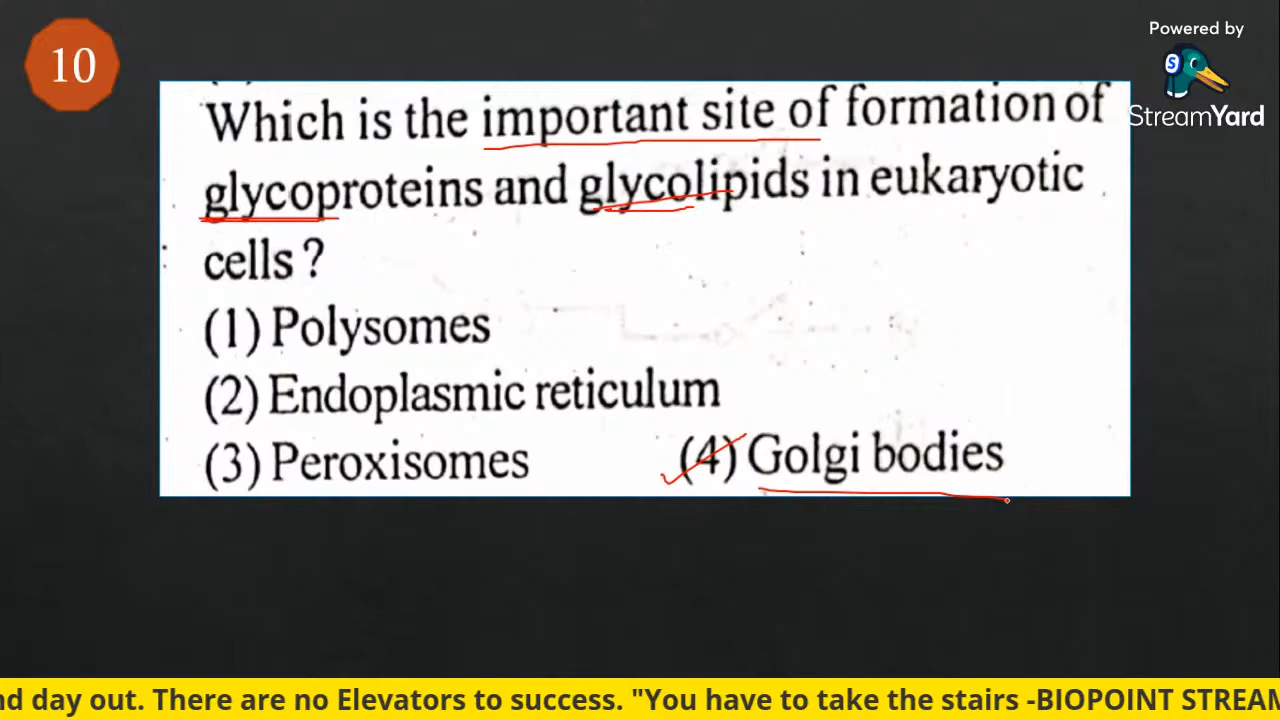 10
Powered by
S
StreamYard
Which is the important site of formation of
glycoproteins and glycolipids in eukaryotic
cells ?
(1) Polysomes
(2) Endoplasmic reticulum
(3) Peroxisomes (4) Golgi bodies
day out. There are no Elevators to success. "You have to take the stairs -BIOPOINT